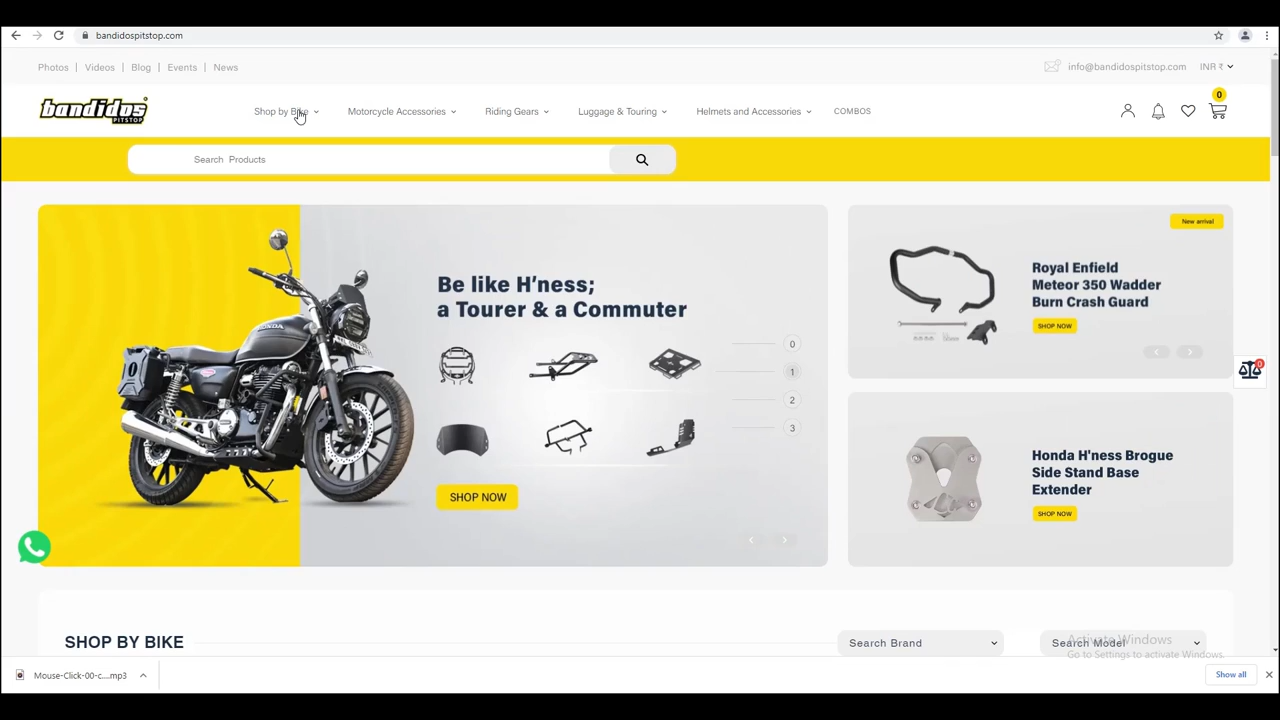 bandidospitstop.com
Photos | Videos | Blog | Events | News
info@bandidospitstop.com INR ₹
bandidos
PITSTOP
Shop by Bike Motorcycle Accessories Riding Gears Luggage & Touring Helmets and Accessories COMBOS
0
Search Products
New arrival
Be like H'ness;
a Tourer & a Commuter
HONDA
0
1
2
3
SHOP NOW
Royal Enfield
Meteor 350 Wadder
Burn Crash Guard
SHOP NOW
0
Honda H'ness Brogue
Side Stand Base
Extender
SHOP NOW
SHOP BY BIKE
Search Brand
Search Model
Activate Windows
Go to Settings to activate Windows.
Mouse-Click-00-c....mp3
Show all